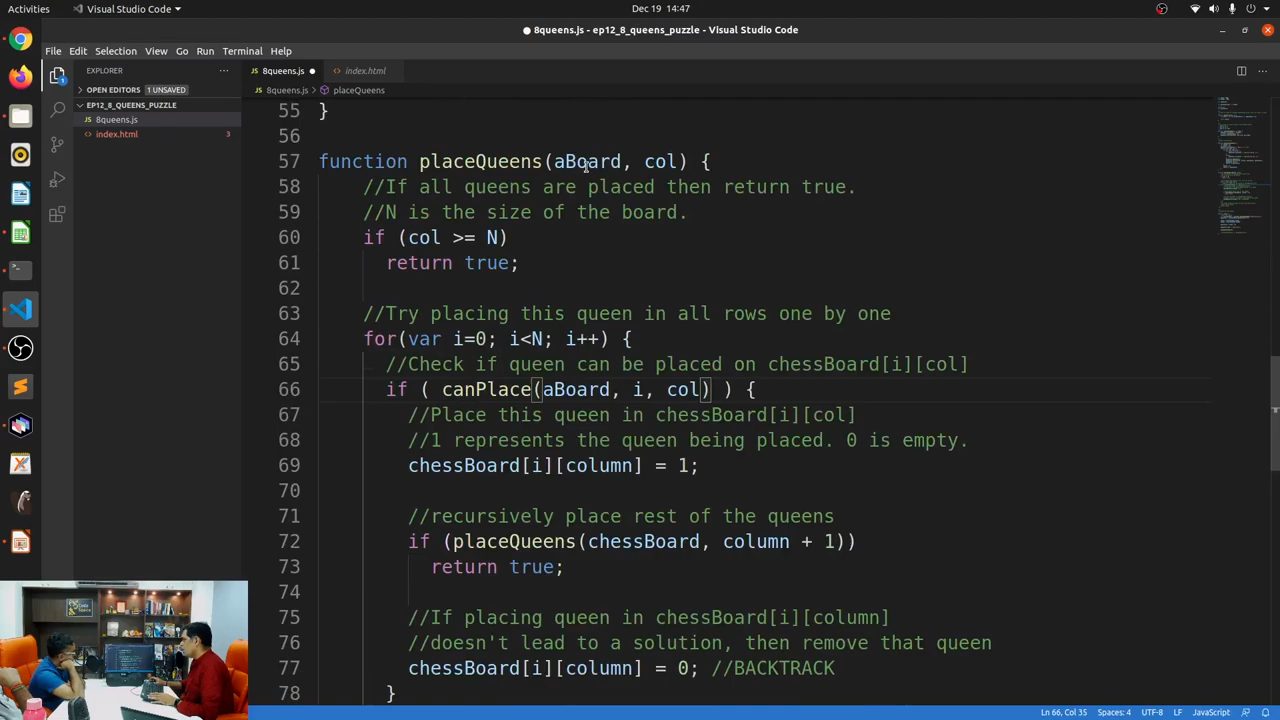 Activities
Visual Studio Code
Dec 19 14:47
8queens.js - ep12_8_queens_puzzle - Visual Studio Code
File Edit Selection View Go Run Terminal Help
EXPLORER
OPEN EDITORS 1 UNSAVED
EP12_8_QUEENS_PUZZLE
8queens.js
index.html 3
1
JS 8queens.js
index.html
JS 8queens.js > placeQueens
55 }
56
57 function placeQueens(aBoard, col) {
58 //If all queens are placed then return true.
59 //N is the size of the board.
60 if (col >= N)
61 return true;
62
63 //Try placing this queen in all rows one by one
64 for(var i=0; i<N; i++) {
65 //Check if queen can be placed on chessBoard[i][col]
66 if ( canPlace(aBoard, i, col) ) {
67 //Place this queen in chessBoard[i][col]
68 //1 represents the queen being placed. 0 is empty.
69 chessBoard[i][column] = 1;
70
71 //recursively place rest of the queens
72 if (placeQueens(chessBoard, column + 1))
73 return true;
74
75 //If placing queen in chessBoard[i][column]
76 //doesn't lead to a solution, then remove that queen
77 chessBoard[i][column] = 0; //BACKTRACK
78 }
Ln 66, Col 35 Spaces: 4 UTF-8 LF JavaScript